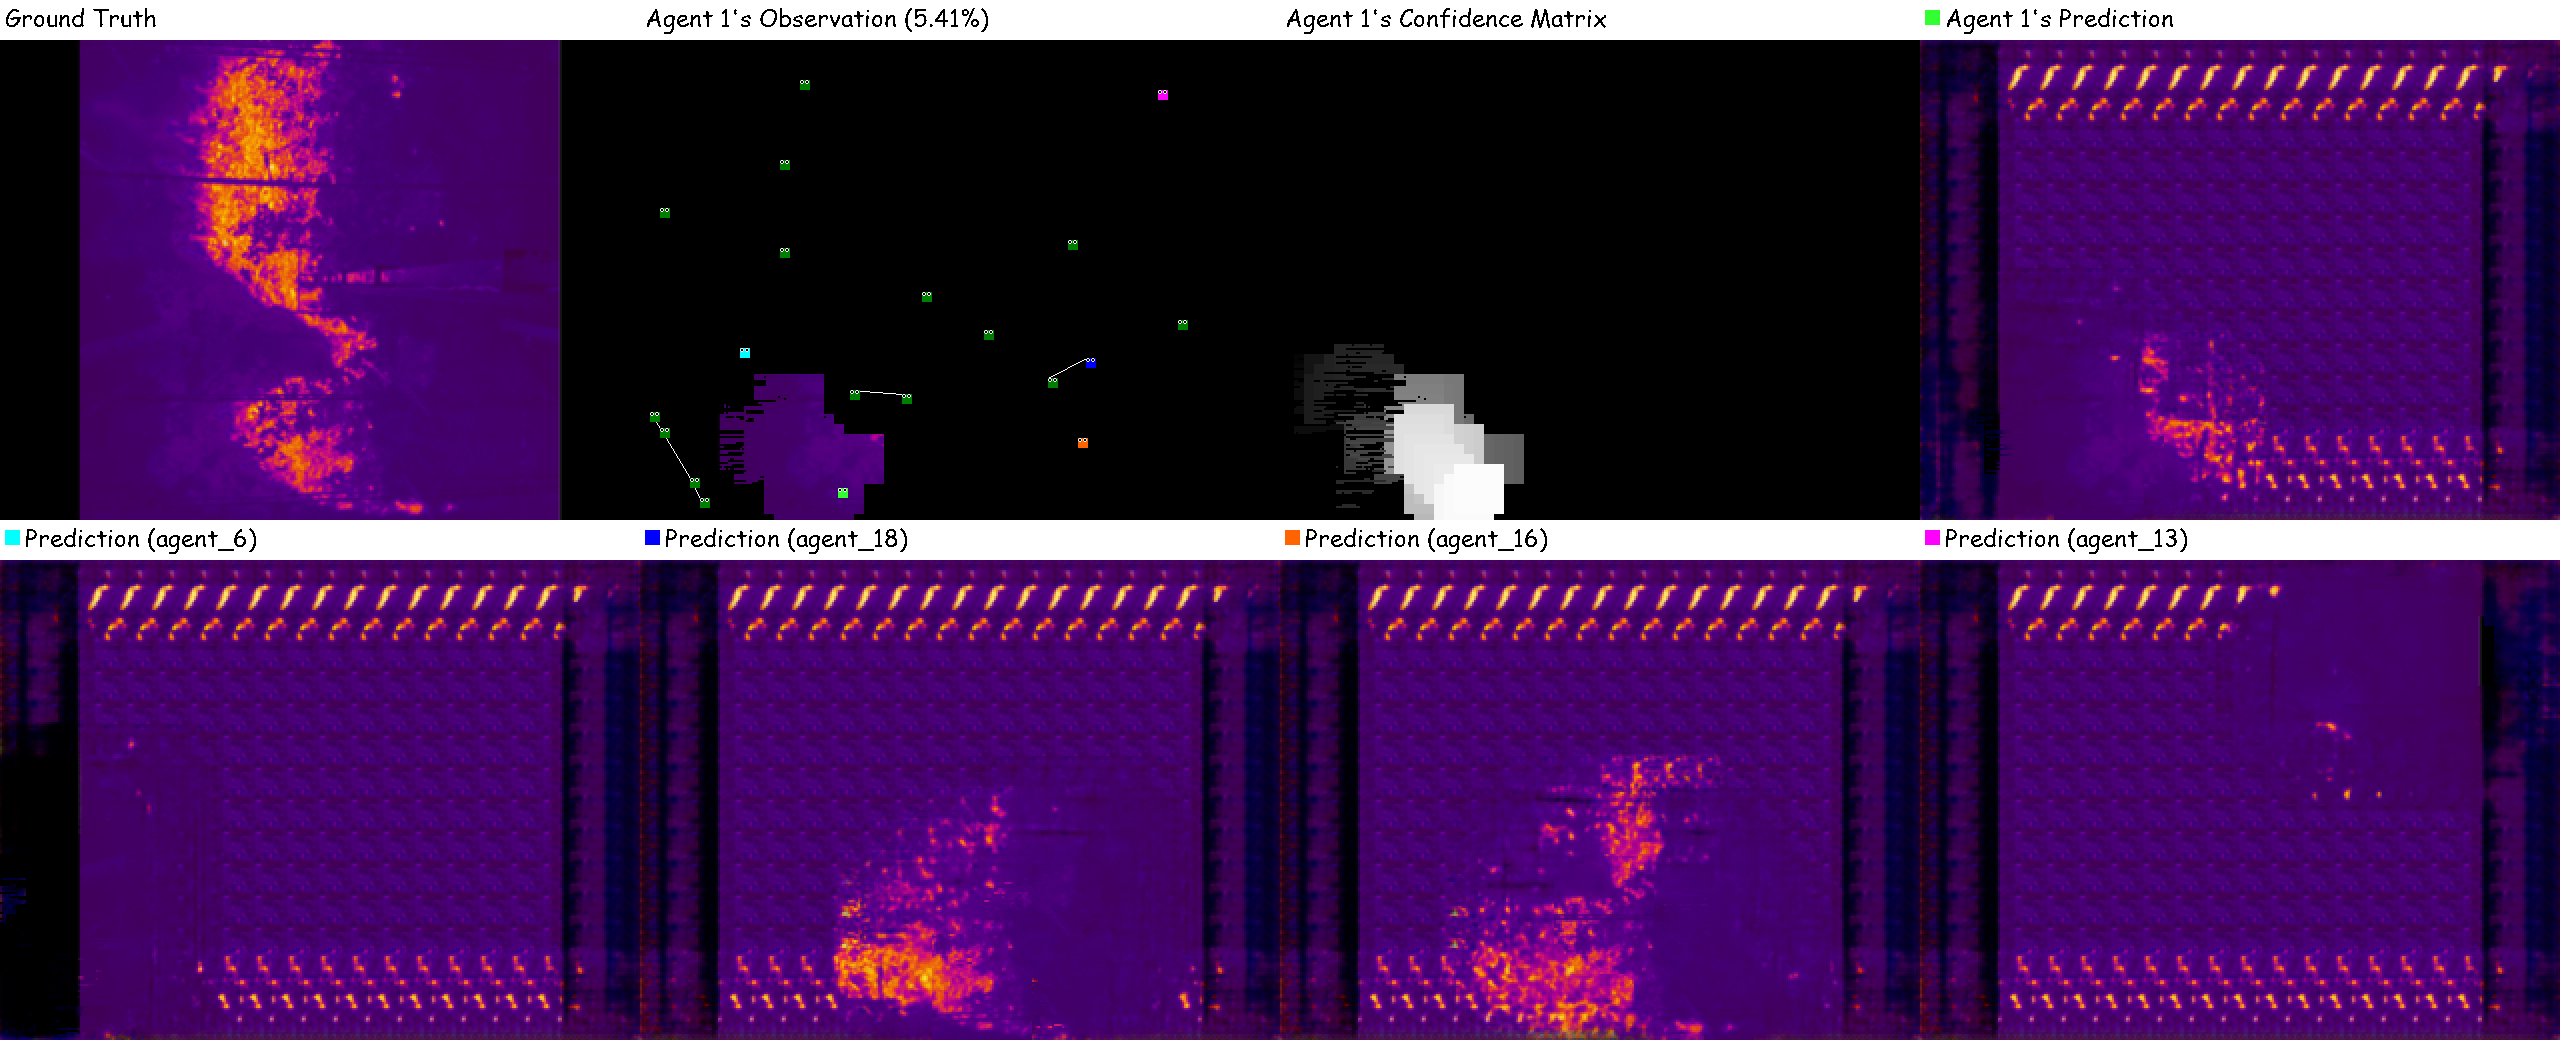 Ground Truth
Agent 1's Observation (5.41%)
Agent 1's Confidence Matrix
Agent 1's Prediction
Prediction (agent_6)
Prediction (agent_18)
Prediction (agent_16)
Prediction (agent_13)